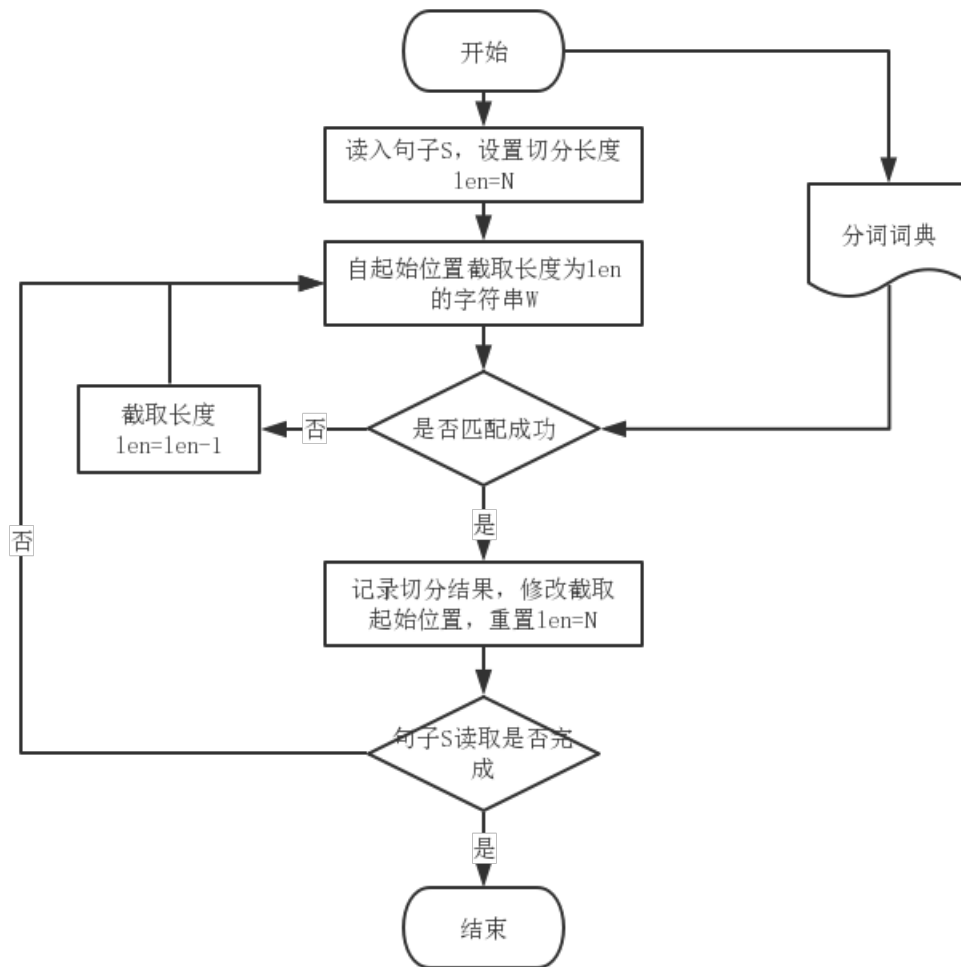 开始
读入句子S，设置切分长度
len=N
分词词典
自起始位置截取长度为len
的字符串W
截取长度
len=len-1
否
是否匹配成功
是
否
记录切分结果，修改截取
起始位置，重置len=N
句子S读取是否完
成
是
结束